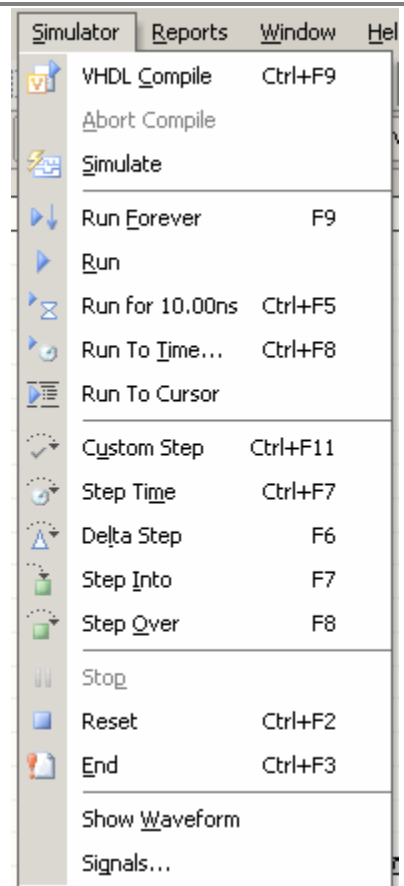 Simulator Reports Window Hel
VHDL Compile Ctrl+F9
Abort Compile
Simulate
Run Forever F9
Run
Run for 10.00ns Ctrl+F5
Run To Time... Ctrl+F8
Run To Cursor
Custom Step Ctrl+F11
Step Time Ctrl+F7
Delta Step F6
Step Into F7
Step Over F8
Stop
Reset Ctrl+F2
End Ctrl+F3
Show Waveform
Signals...